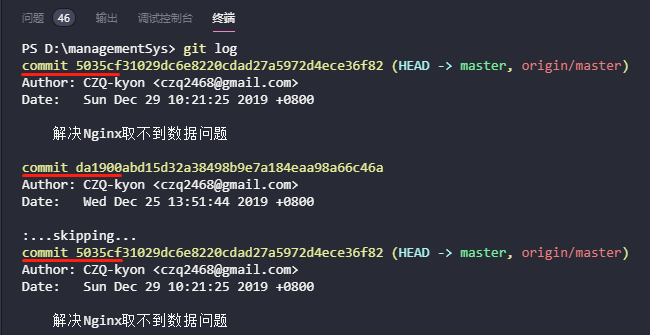 问题 46 输出 调试控制台 终端
PS D:\managementSys> git log
commit 5035cf31029dc6e8220cdad27a5972d4ece36f82 (HEAD -> master, origin/master)
Author: CZQ-kyon <czq2468@gmail.com>
Date:   Sun Dec 29 10:21:25 2019 +0800
解决Nginx取不到数据问题
commit da1900abd15d32a38498b9e7a184eaa98a66c46a
Author: CZQ-kyon <czq2468@gmail.com>
Date:   Wed Dec 25 13:51:44 2019 +0800
:...skipping...
commit 5035cf31029dc6e8220cdad27a5972d4ece36f82 (HEAD -> master, origin/master)
Author: CZQ-kyon <czq2468@gmail.com>
Date:   Sun Dec 29 10:21:25 2019 +0800
解决Nginx取不到数据问题